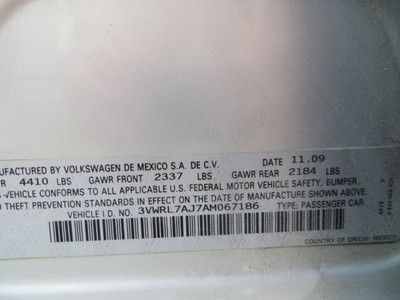 ANUFACTURED BY VOLKSWAGEN DE MEXICO S.A. DE C.V. DATE 11.09
R 4410 LBS GAWR FRONT 2337 LBS GAWR REAR 2184 LBS
S VEHICLE CONFORMS TO ALL APPLICABLE U.S. FEDERAL MOTOR VEHICLE SAFETY, BUMPER,
D THEFT PREVENTION STANDARDS IN EFFECT ON THE DATE OF MANUFACTURE SHOWN ABOVE.
VEHICLE I.D. NO.: 3VWRL7AJ7AM067186 TYPE: PASSENGER CAR
COUNTRY OF ORIGIN: MEXICO